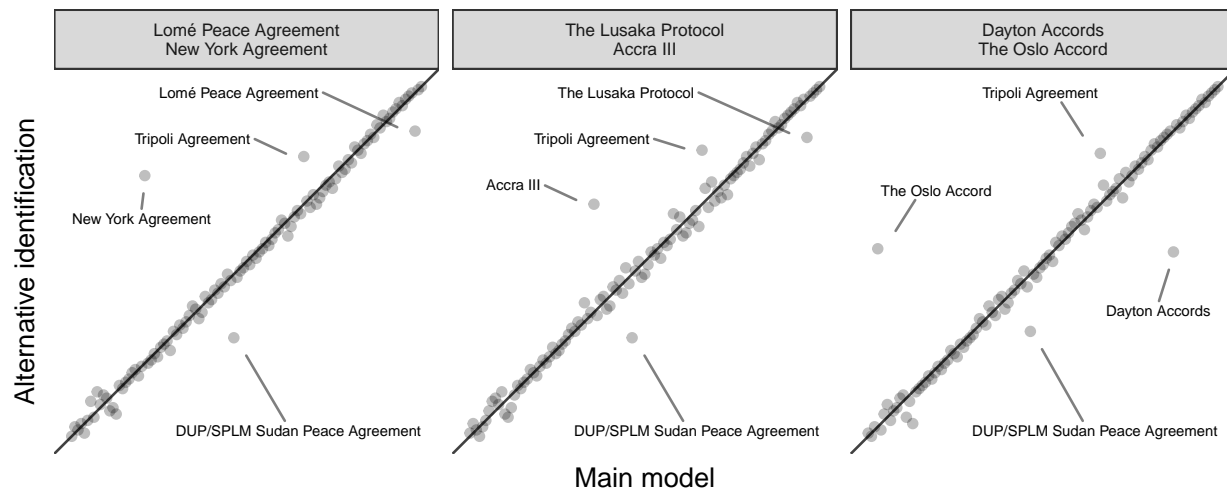 Lomé Peace Agreement
New York Agreement
The Lusaka Protocol
Accra III
Dayton Accords
The Oslo Accord
Lomé Peace Agreement
Tripoli Agreement
New York Agreement
DUP/SPLM Sudan Peace Agreement
The Lusaka Protocol
Tripoli Agreement
Accra III
DUP/SPLM Sudan Peace Agreement
Tripoli Agreement
The Oslo Accord
Dayton Accords
DUP/SPLM Sudan Peace Agreement
Alternative identification
Main model